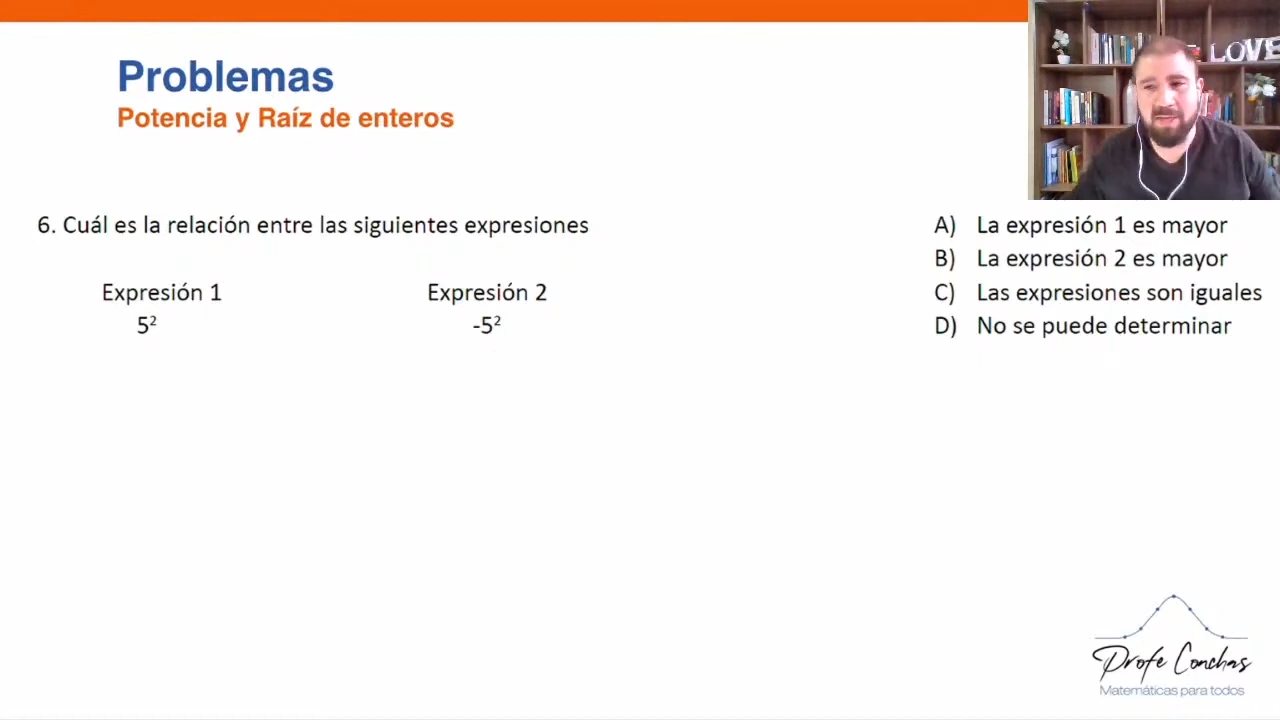 LOVE
Problemas
Potencia y Raíz de enteros
6. Cuál es la relación entre las siguientes expresiones
Expresión 1
Expresión 2
5²
-5²
A) La expresión 1 es mayor
B) La expresión 2 es mayor
C) Las expresiones son iguales
D) No se puede determinar
Profe Conchas
Matemáticas para todos